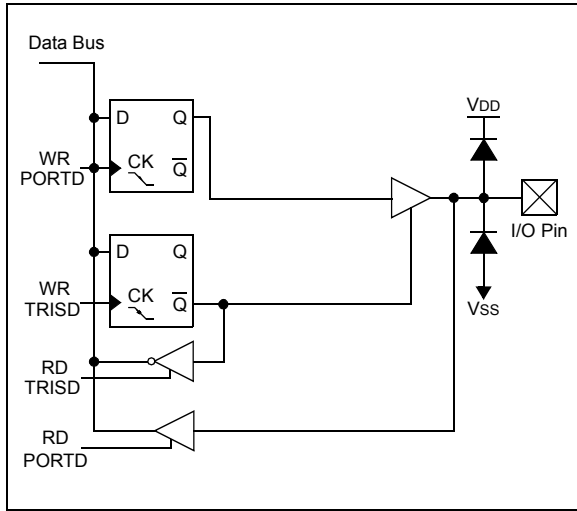 Data Bus
D Q
VDD
WR
PORTD
CK
Q̅
I/O Pin
D Q
VSS
WR
TRISD
CK
Q̅
RD
TRISD
RD
PORTD